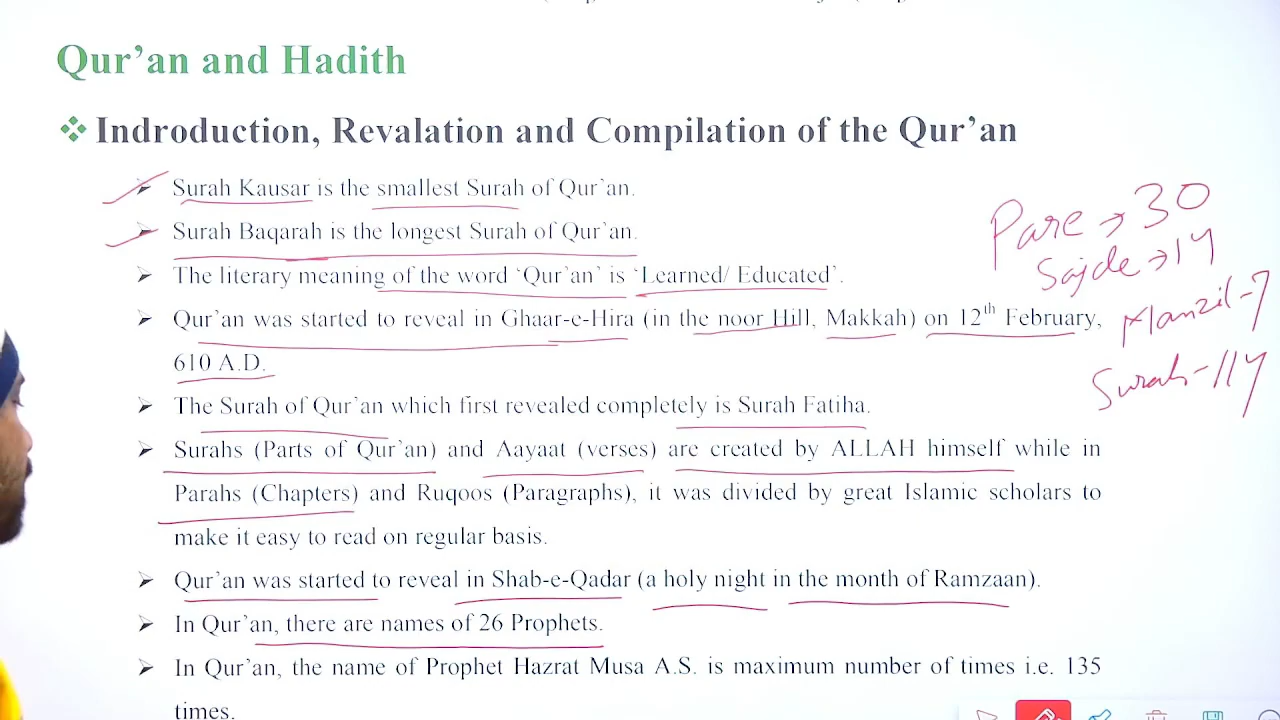 Qur’an and Hadith
❖ Indroduction, Revalation and Compilation of the Qur’an
➢ Surah Kausar is the smallest Surah of Qur’an.
➢ Surah Baqarah is the longest Surah of Qur’an.
➢ The literary meaning of the word ‘Qur’an’ is ‘Learned/ Educated’.
➢ Qur’an was started to reveal in Ghaar-e-Hira (in the noor Hill, Makkah) on 12th February,
610 A.D.
➢ The Surah of Qur’an which first revealed completely is Surah Fatiha.
➢ Surahs (Parts of Qur’an) and Aayaat (verses) are created by ALLAH himself while in
Parahs (Chapters) and Ruqoos (Paragraphs), it was divided by great Islamic scholars to
make it easy to read on regular basis.
➢ Qur’an was started to reveal in Shab-e-Qadar (a holy night in the month of Ramzaan).
➢ In Qur’an, there are names of 26 Prophets.
➢ In Qur’an, the name of Prophet Hazrat Musa A.S. is maximum number of times i.e. 135
times.
Pare → 30
Sajde → 14
Manzil - 7
Surah - 114